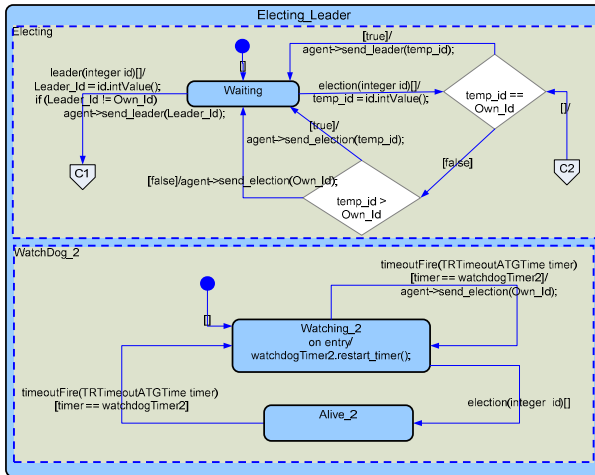 Electing_Leader
Electing
[true]/
agent->send_leader(temp_id);
leader(integer id)[]/
Leader_Id = id.intValue();
if (Leader_Id != Own_Id)
agent->send_leader(Leader_Id);
[]
Waiting
election(integer id)[]/
temp_id = id.intValue();
temp_id ==
Own_Id
[]/
[true]/
agent->send_election(temp_id);
[false]
C1
[false]/agent->send_election(Own_Id);
temp_id >
Own_Id
C2
WatchDog_2
timeoutFire(TRTimeoutATGTime timer)
[timer == watchdogTimer2]/
agent->send_election(Own_Id);
[]
Watching_2
on entry/
watchdogTimer2.restart_timer();
timeoutFire(TRTimeoutATGTime timer)
[timer == watchdogTimer2]
election(integer id)[]
Alive_2